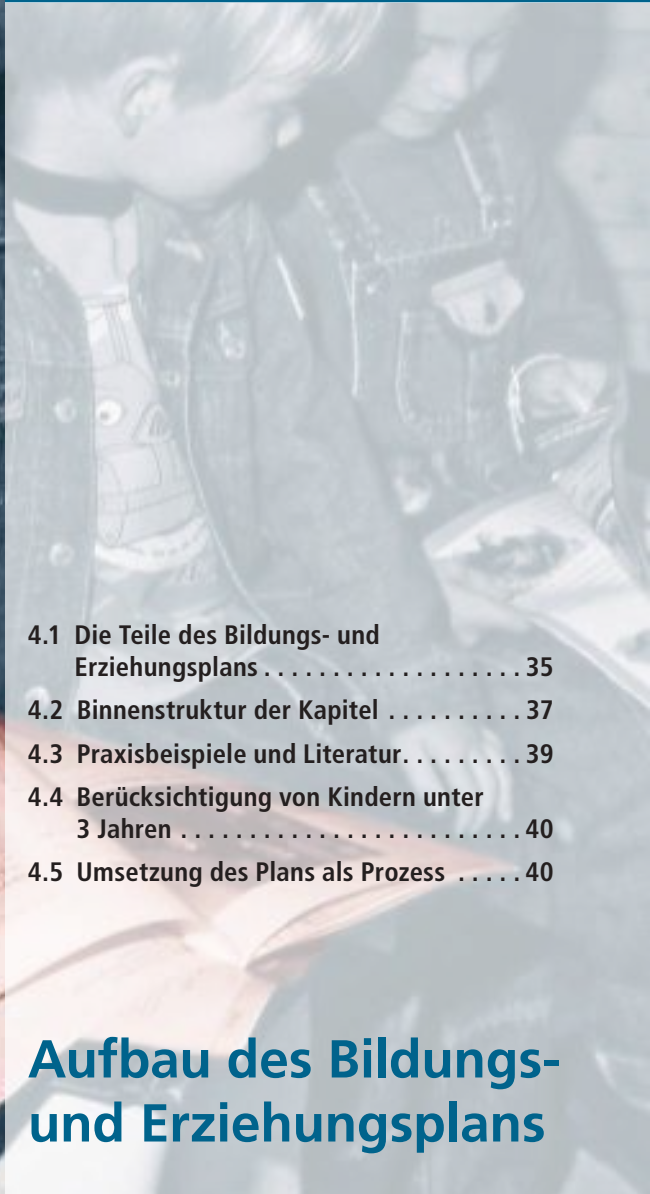 4.1 Die Teile des Bildungs- und
Erziehungsplans . . . . . . . . . . . . . . . . . . . 35
4.2 Binnenstruktur der Kapitel . . . . . . . . . . 37
4.3 Praxisbeispiele und Literatur. . . . . . . . . 39
4.4 Berücksichtigung von Kindern unter
3 Jahren . . . . . . . . . . . . . . . . . . . . . . . . . 40
4.5 Umsetzung des Plans als Prozess . . . . . 40
Aufbau des Bildungs-
und Erziehungsplans